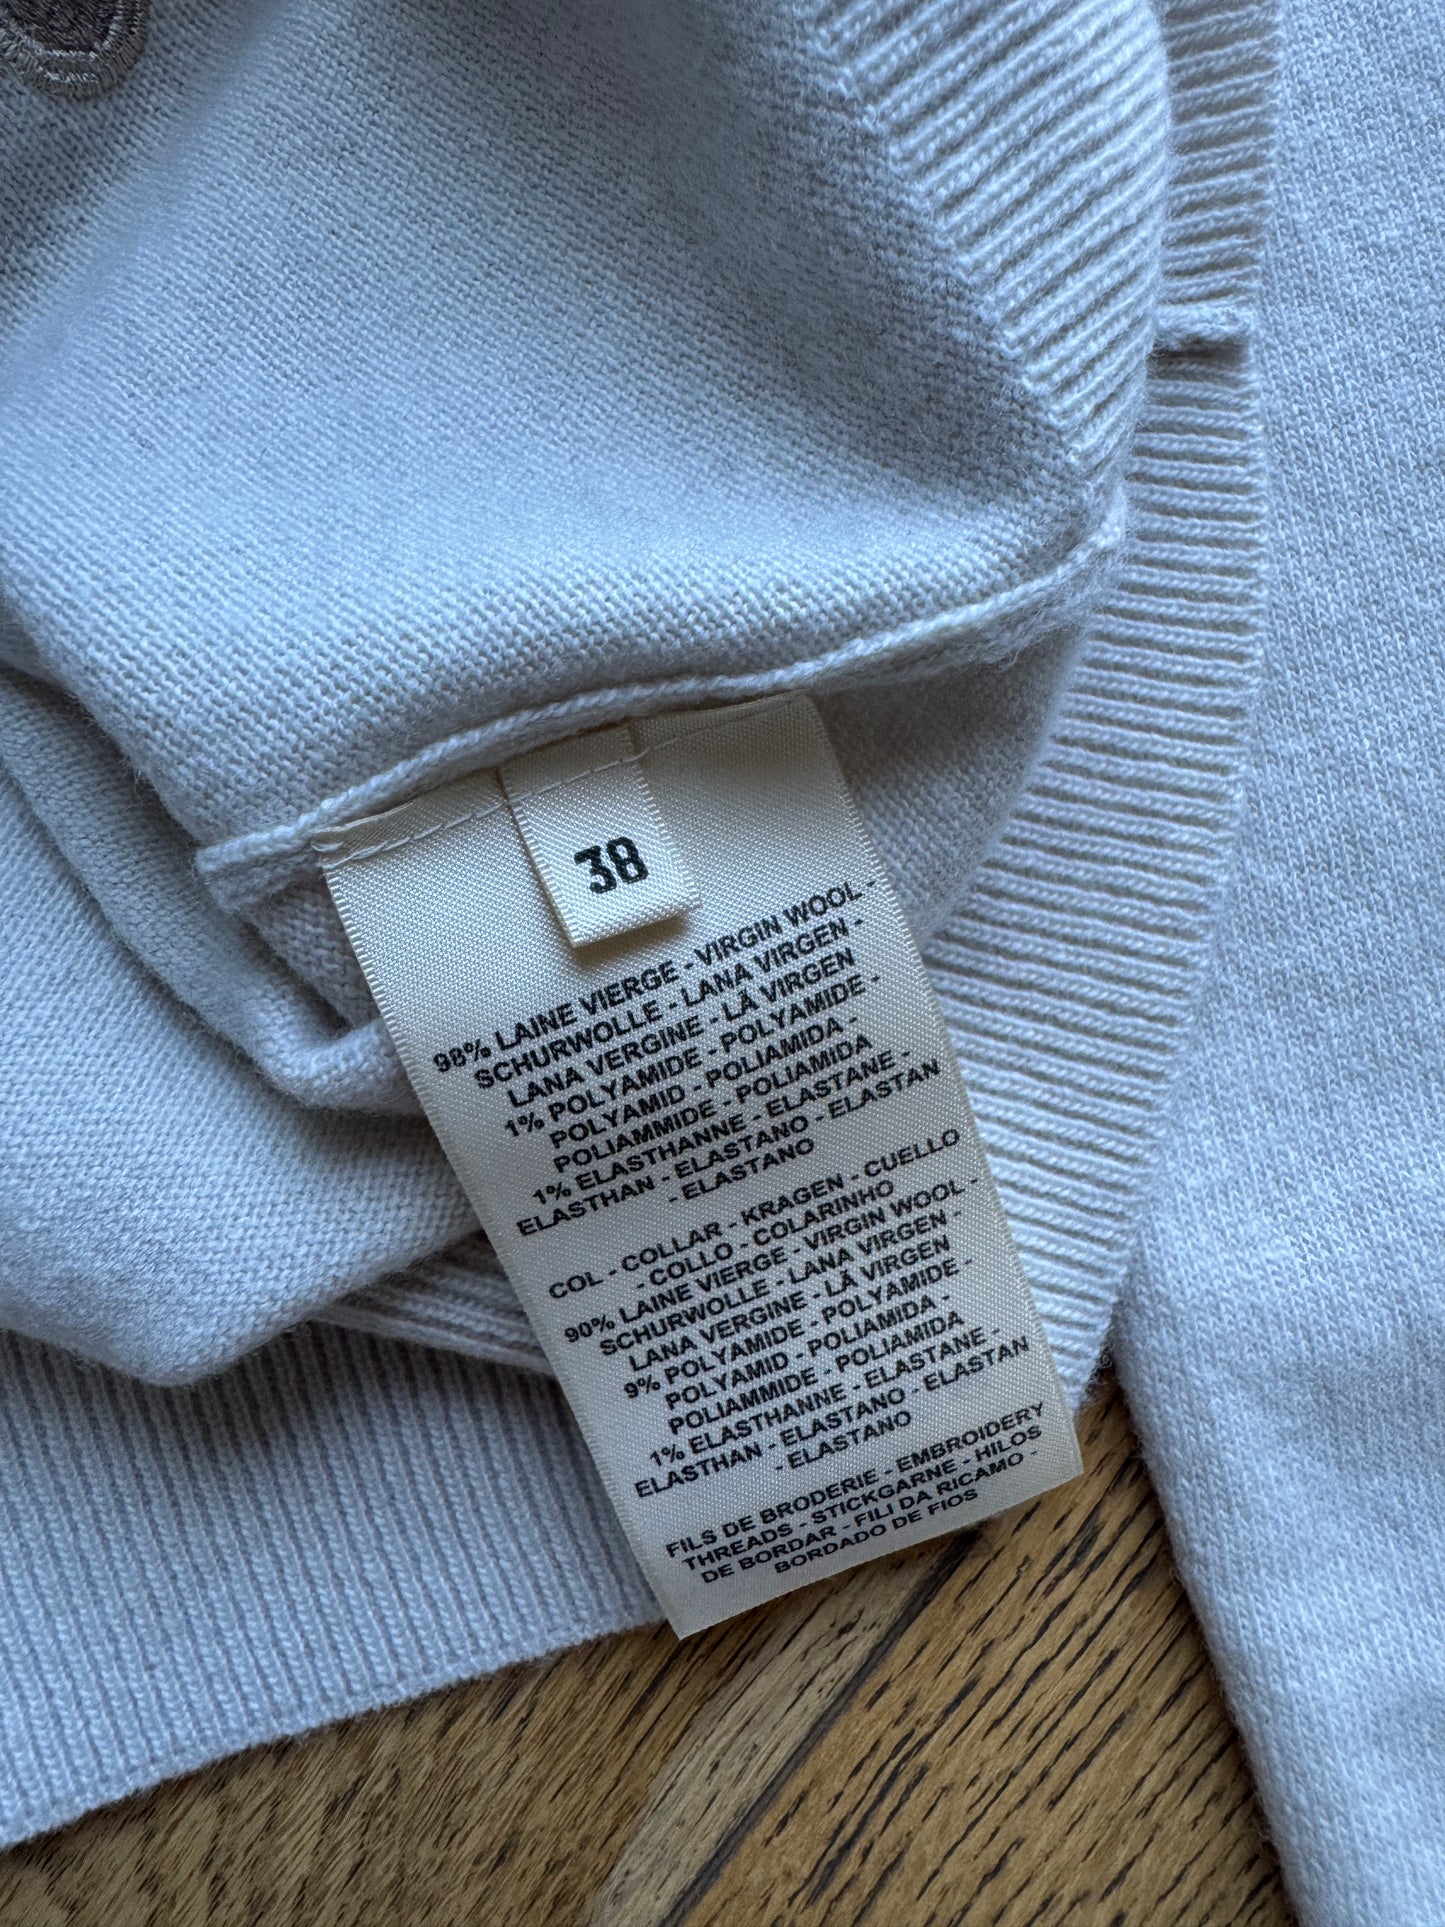 38
98% LAINE VIERGE - VIRGIN WOOL -
SCHURWOLLE - LANA VIRGEN -
LANA VERGINE - LÃ VIRGEN
1% POLYAMIDE - POLYAMIDE -
POLYAMID - POLIAMIDA -
POLIAMMIDE - POLIAMIDA
1% ELASTHANNE - ELASTANE -
ELASTHAN - ELASTANO - ELASTAN
- ELASTANO
COL - COLLAR - KRAGEN - CUELLO
- COLLO - COLARINHO
90% LAINE VIERGE - VIRGIN WOOL -
SCHURWOLLE - LANA VIRGEN -
LANA VERGINE - LÃ VIRGEN
9% POLYAMIDE - POLYAMIDE -
POLYAMID - POLIAMIDA -
POLIAMMIDE - POLIAMIDA
1% ELASTHANNE - ELASTANE -
ELASTHAN - ELASTANO - ELASTAN
- ELASTANO
FILS DE BRODERIE - EMBROIDERY
THREADS - STICKGARNE - HILOS
DE BORDAR - FILI DA RICAMO -
BORDADO DE FIOS